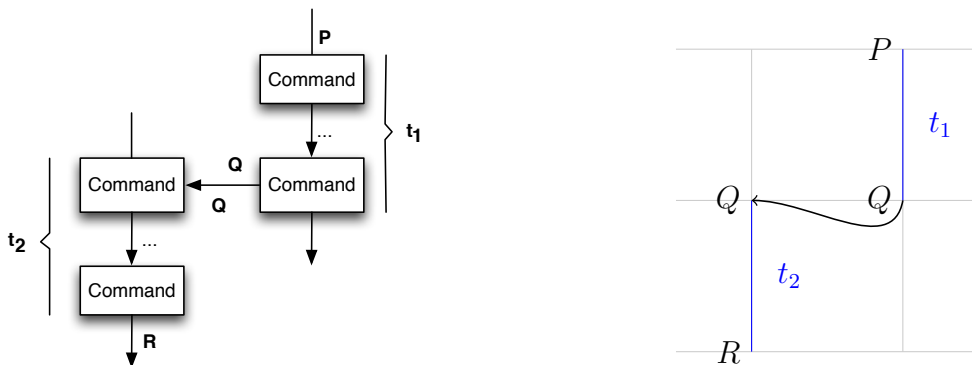 P
Command
...
t1
Command
Q
Q
Command
...
t2
Command
R
P
t1
Q
Q
t2
R